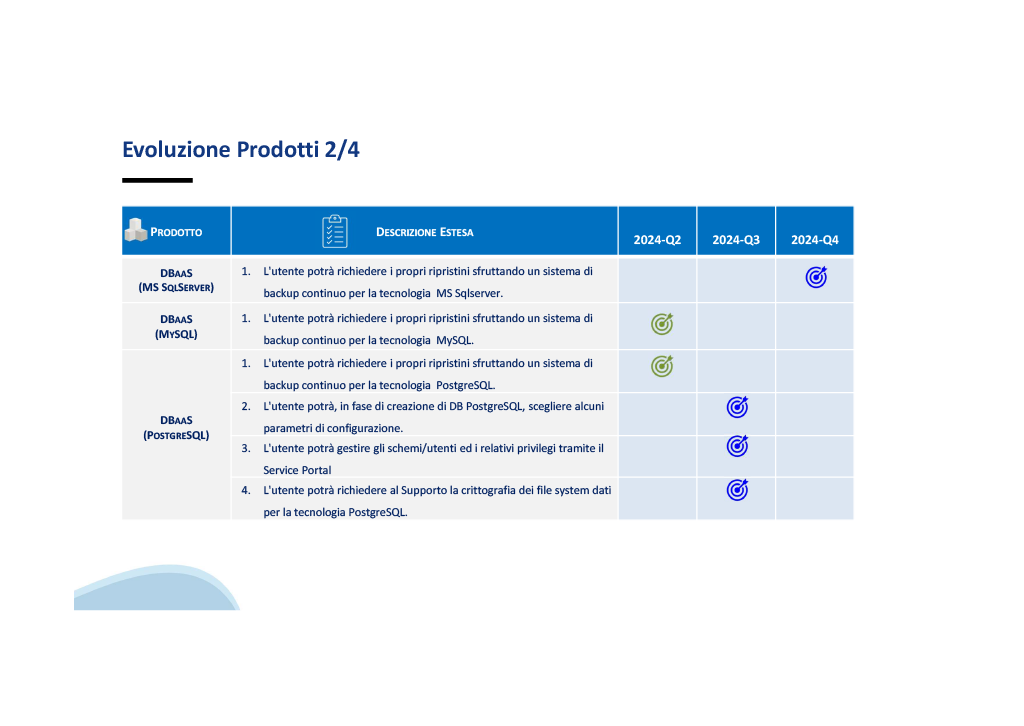 Evoluzione Prodotti 2/4
Prodotto
Descrizione Estesa
2024-Q2
2024-Q3
2024-Q4
DBaaS
(MS SqlServer)
1. L'utente potrà richiedere i propri ripristini sfruttando un sistema di
backup continuo per la tecnologia MS Sqlserver.
DBaaS
(MySQL)
1. L'utente potrà richiedere i propri ripristini sfruttando un sistema di
backup continuo per la tecnologia MySQL.
DBaaS
(PostgreSQL)
1. L'utente potrà richiedere i propri ripristini sfruttando un sistema di
backup continuo per la tecnologia PostgreSQL.
2. L'utente potrà, in fase di creazione di DB PostgreSQL, scegliere alcuni
parametri di configurazione.
3. L'utente potrà gestire gli schemi/utenti ed i relativi privilegi tramite il
Service Portal
4. L'utente potrà richiedere al Supporto la crittografia dei file system dati
per la tecnologia PostgreSQL.